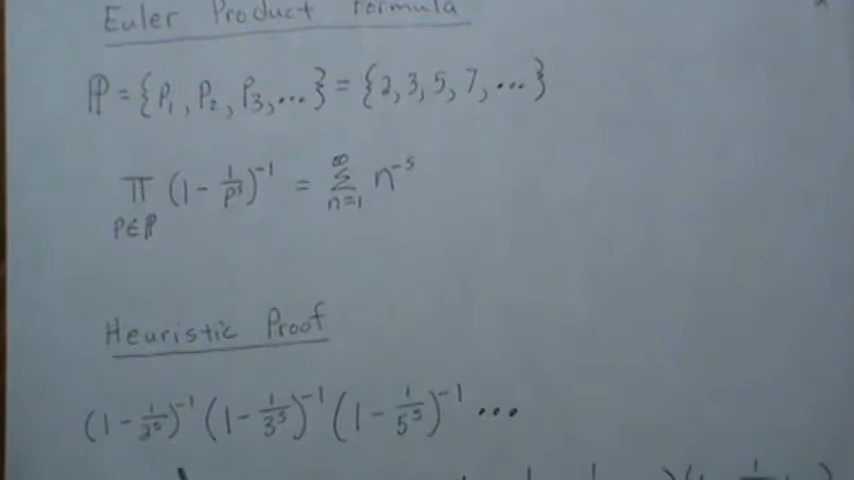 Euler Product Formula
ℙ = {P₁, P₂, P₃, ...} = {2, 3, 5, 7, ...}
∏_{p∈ℙ} (1 - 1/pˢ)⁻¹ = ∑_{n=1}^{∞} n⁻ˢ
Heuristic Proof
(1 - 1/2ˢ)⁻¹ (1 - 1/3ˢ)⁻¹ (1 - 1/5ˢ)⁻¹ ...